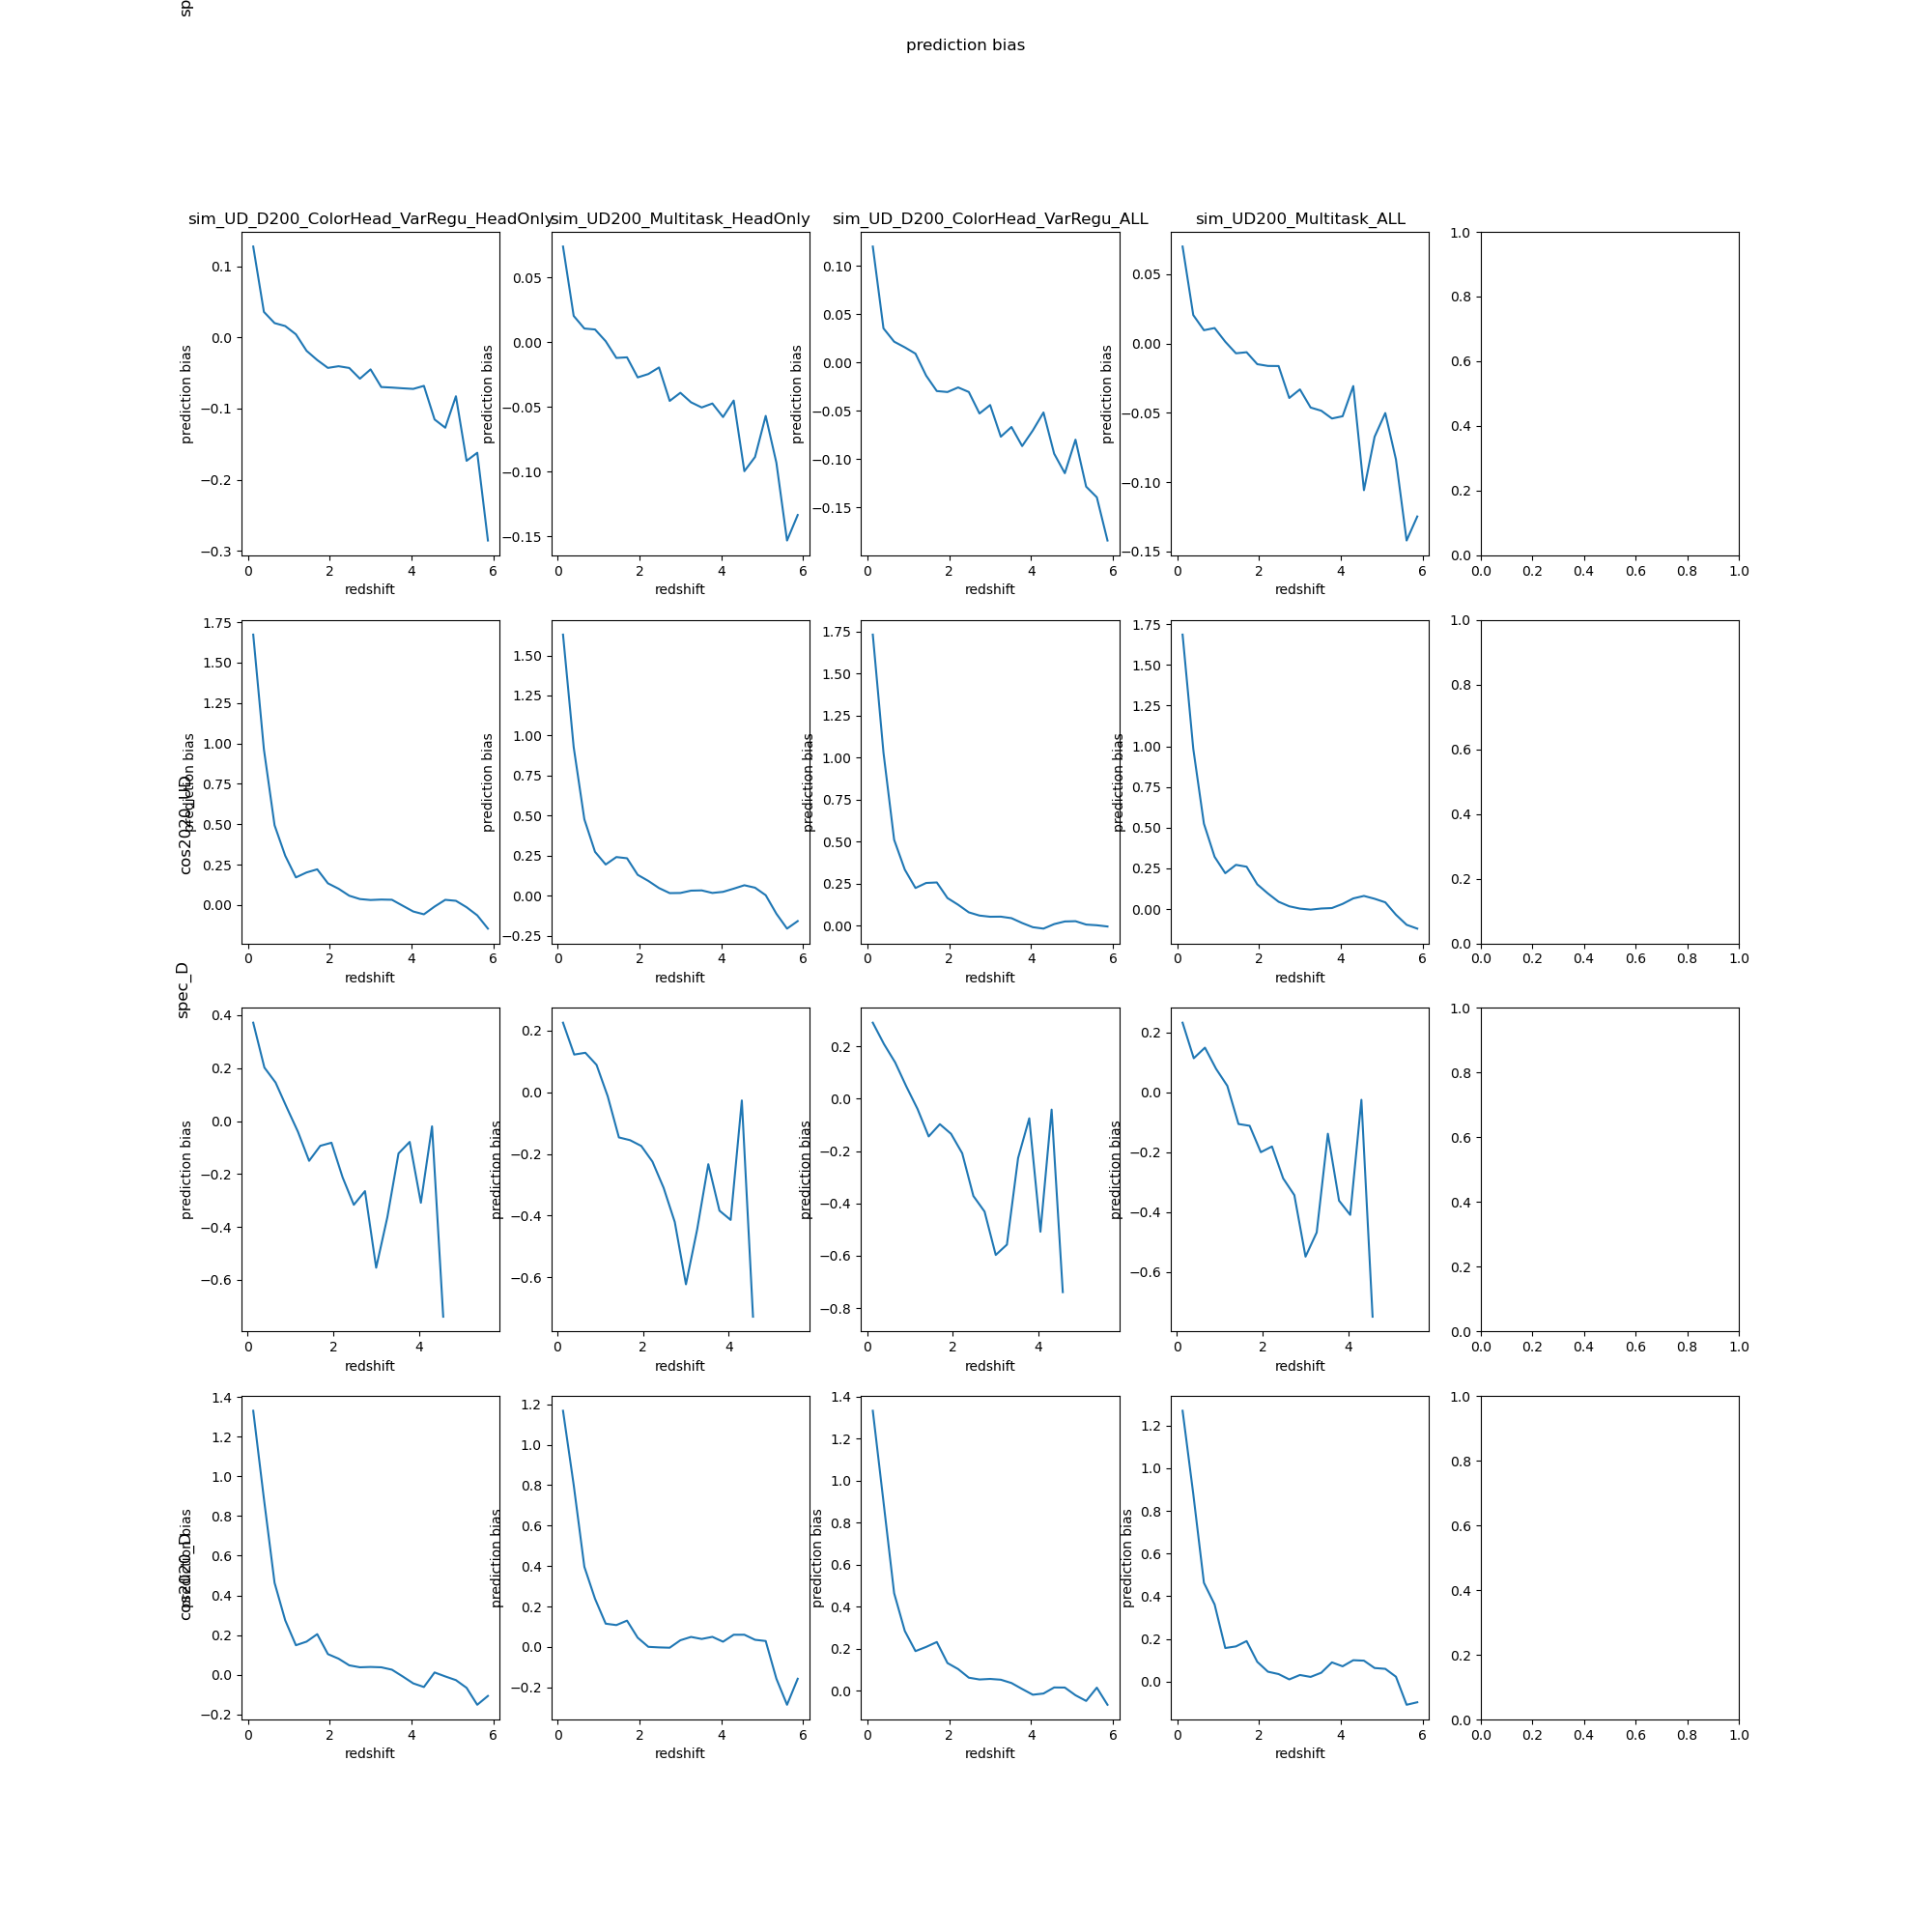 sp
prediction bias
sim_UD_D200_ColorHead_VarRegu_HeadOnly
sim_UD200_Multitask_HeadOnly
sim_UD_D200_ColorHead_VarRegu_ALL
sim_UD200_Multitask_ALL
prediction bias
0.1
0.0
−0.1
−0.2
−0.3
0 2 4 6
redshift
prediction bias
0.05
0.00
−0.05
−0.10
−0.15
0 2 4 6
redshift
prediction bias
0.10
0.05
0.00
−0.05
−0.10
−0.15
0 2 4 6
redshift
prediction bias
0.05
0.00
−0.05
−0.10
−0.15
0 2 4 6
redshift
1.0
0.8
0.6
0.4
0.2
0.0
0.0 0.2 0.4 0.6 0.8 1.0
cos2020_UD
prediction bias
1.75
1.50
1.25
1.00
0.75
0.50
0.25
0.00
0 2 4 6
redshift
prediction bias
1.50
1.25
1.00
0.75
0.50
0.25
0.00
−0.25
0 2 4 6
redshift
prediction bias
1.75
1.50
1.25
1.00
0.75
0.50
0.25
0.00
0 2 4 6
redshift
prediction bias
1.75
1.50
1.25
1.00
0.75
0.50
0.25
0.00
0 2 4 6
redshift
1.0
0.8
0.6
0.4
0.2
0.0
0.0 0.2 0.4 0.6 0.8 1.0
spec_D
prediction bias
0.4
0.2
0.0
−0.2
−0.4
−0.6
0 2 4
redshift
prediction bias
0.2
0.0
−0.2
−0.4
−0.6
0 2 4
redshift
prediction bias
0.2
0.0
−0.2
−0.4
−0.6
−0.8
0 2 4
redshift
prediction bias
0.2
0.0
−0.2
−0.4
−0.6
0 2 4
redshift
1.0
0.8
0.6
0.4
0.2
0.0
0.0 0.2 0.4 0.6 0.8 1.0
cos2020_D
prediction bias
1.4
1.2
1.0
0.8
0.6
0.4
0.2
0.0
−0.2
0 2 4 6
redshift
prediction bias
1.2
1.0
0.8
0.6
0.4
0.2
0.0
−0.2
0 2 4 6
redshift
prediction bias
1.4
1.2
1.0
0.8
0.6
0.4
0.2
0.0
0 2 4 6
redshift
prediction bias
1.2
1.0
0.8
0.6
0.4
0.2
0.0
0 2 4 6
redshift
1.0
0.8
0.6
0.4
0.2
0.0
0.0 0.2 0.4 0.6 0.8 1.0